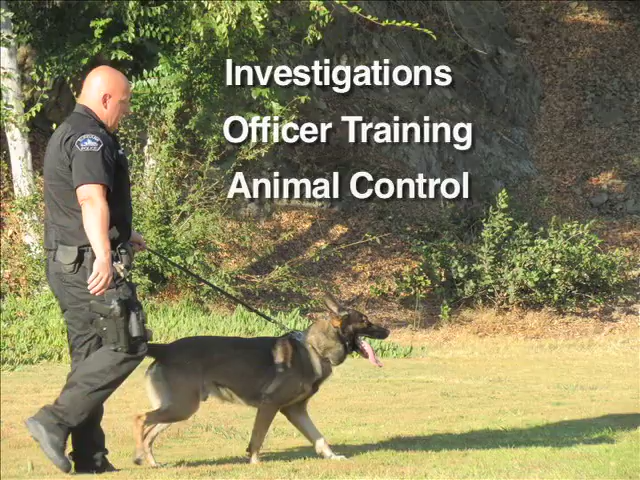 Investigations
Officer Training
Animal Control